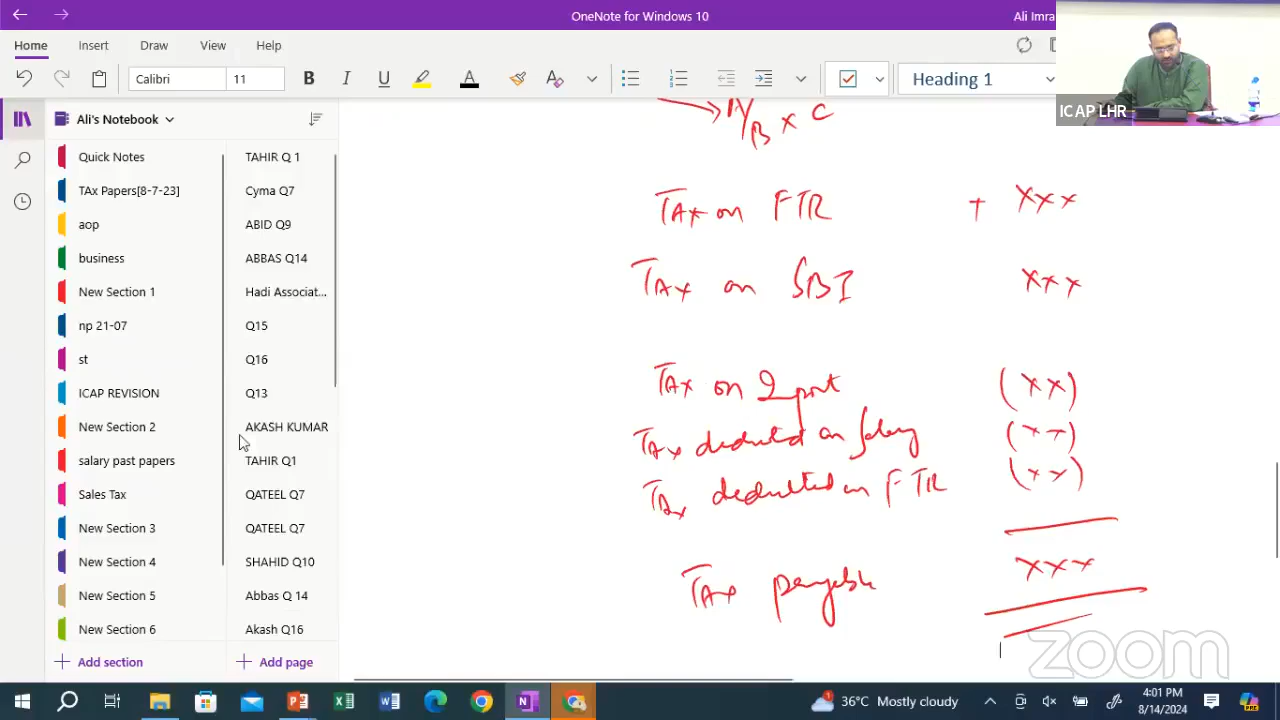 OneNote for Windows 10
Ali Imra
Home Insert Draw View Help
Calibri 11 B I U A Heading 1
ICAP LHR
Ali's Notebook
Quick Notes TAHIR Q 1
TAx Papers[8-7-23] Cyma Q7
aop ABID Q9
business ABBAS Q14
New Section 1 Hadi Associat...
np 21-07 Q15
st Q16
ICAP REVISION Q13
New Section 2 AKASH KUMAR
salary past papers TAHIR Q1
Sales Tax QATEEL Q7
New Section 3 QATEEL Q7
New Section 4 SHAHID Q10
New Section 5 Abbas Q 14
New Section 6 Akash Q16
+ Add section + Add page
A/B x C
TAx on FTR + xxx
TAx on SBI xxx
TAx on Import (xx)
TAx deducted on Salary (xx)
TAx deducted on FTR (xx)
TAx payable xxx
zoom
36°C Mostly cloudy
4:01 PM
8/14/2024